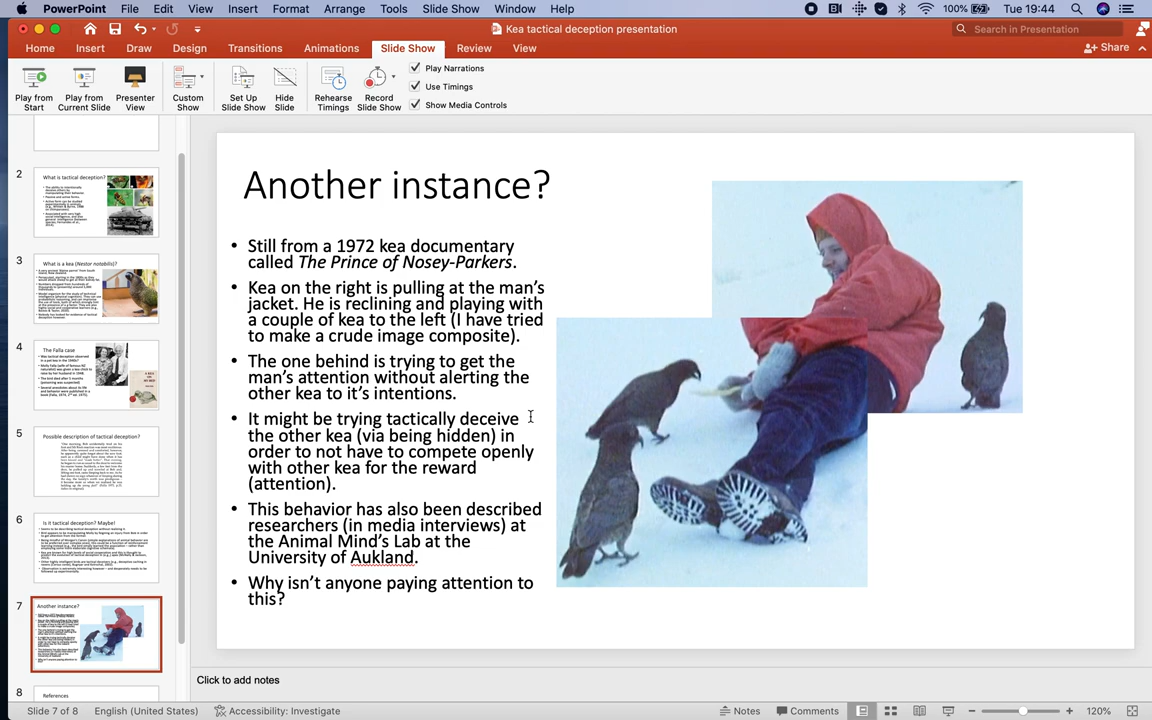 PowerPoint File Edit View Insert Format Arrange Tools Slide Show Window Help 100% Tue 19:44
Kea tactical deception presentation
Search in Presentation
Home Insert Draw Design Transitions Animations Slide Show Review View Share
Play from Start
Play from Current Slide
Presenter View
Custom Show
Set Up Slide Show
Hide Slide
Rehearse Timings
Record Slide Show
Play Narrations
Use Timings
Show Media Controls
2
What is tactical deception?
3
What is a kea (Nestor notabilis)?
4
The Falla case
5
Possible description of tactical deception?
6
Is it tactical deception? Maybe!
7
Another instance?
8
References
Another instance?
• Still from a 1972 kea documentary
called The Prince of Nosey-Parkers.
• Kea on the right is pulling at the man's
jacket. He is reclining and playing with
a couple of kea to the left (I have tried
to make a crude image composite).
• The one behind is trying to get the
man's attention without alerting the
other kea to it's intentions.
• It might be trying tactically deceive
the other kea (via being hidden) in
order to not have to compete openly
with other kea for the reward
(attention).
• This behavior has also been described
researchers (in media interviews) at
the Animal Mind's Lab at the
University of Aukland.
• Why isn't anyone paying attention to
this?
Click to add notes
Slide 7 of 8 English (United States) Accessibility: Investigate Notes Comments 120%